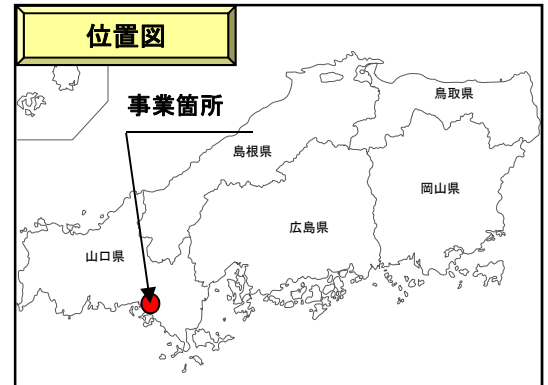 位置図
事業箇所
鳥取県
島根県
岡山県
広島県
山口県